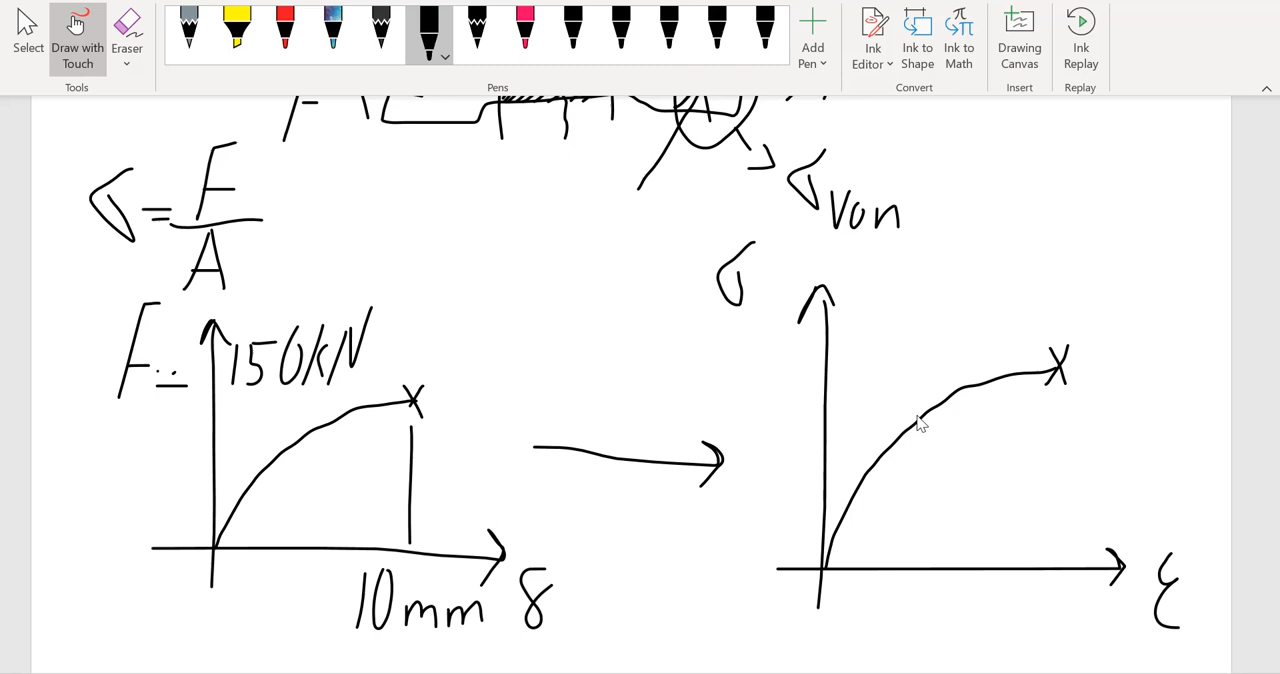 Select
Draw with
Touch
Eraser
Tools
Pens
Add
Pen
Ink
Editor
Ink to
Shape
Ink to
Math
Convert
Drawing
Canvas
Insert
Ink
Replay
Replay
σ = F
A
σ Von
σ
F=
150kN
10mm δ
ε